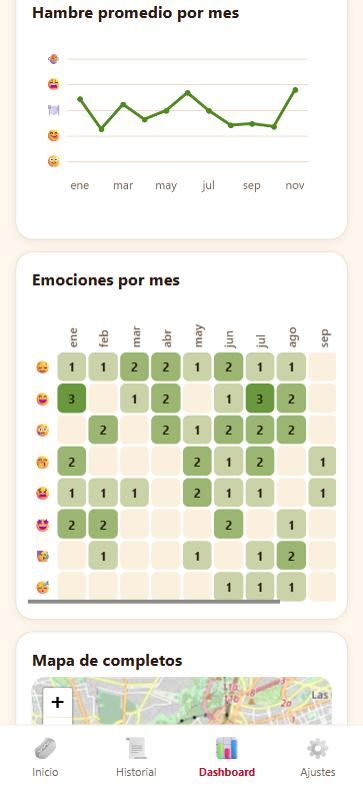 Hambre promedio por mes
ene mar may jul sep nov
Emociones por mes
ene feb mar abr may jun jul ago sep
1 1 2 2 1 2 1 1
3 1 2 1 3 2
2 2 1 2 2 2
2 2 1 2 1
1 1 1 2 1 1 1
2 2 2 1
1 1 1 2
1 1 1
Mapa de completos
+
Las
Inicio Historial Dashboard Ajustes